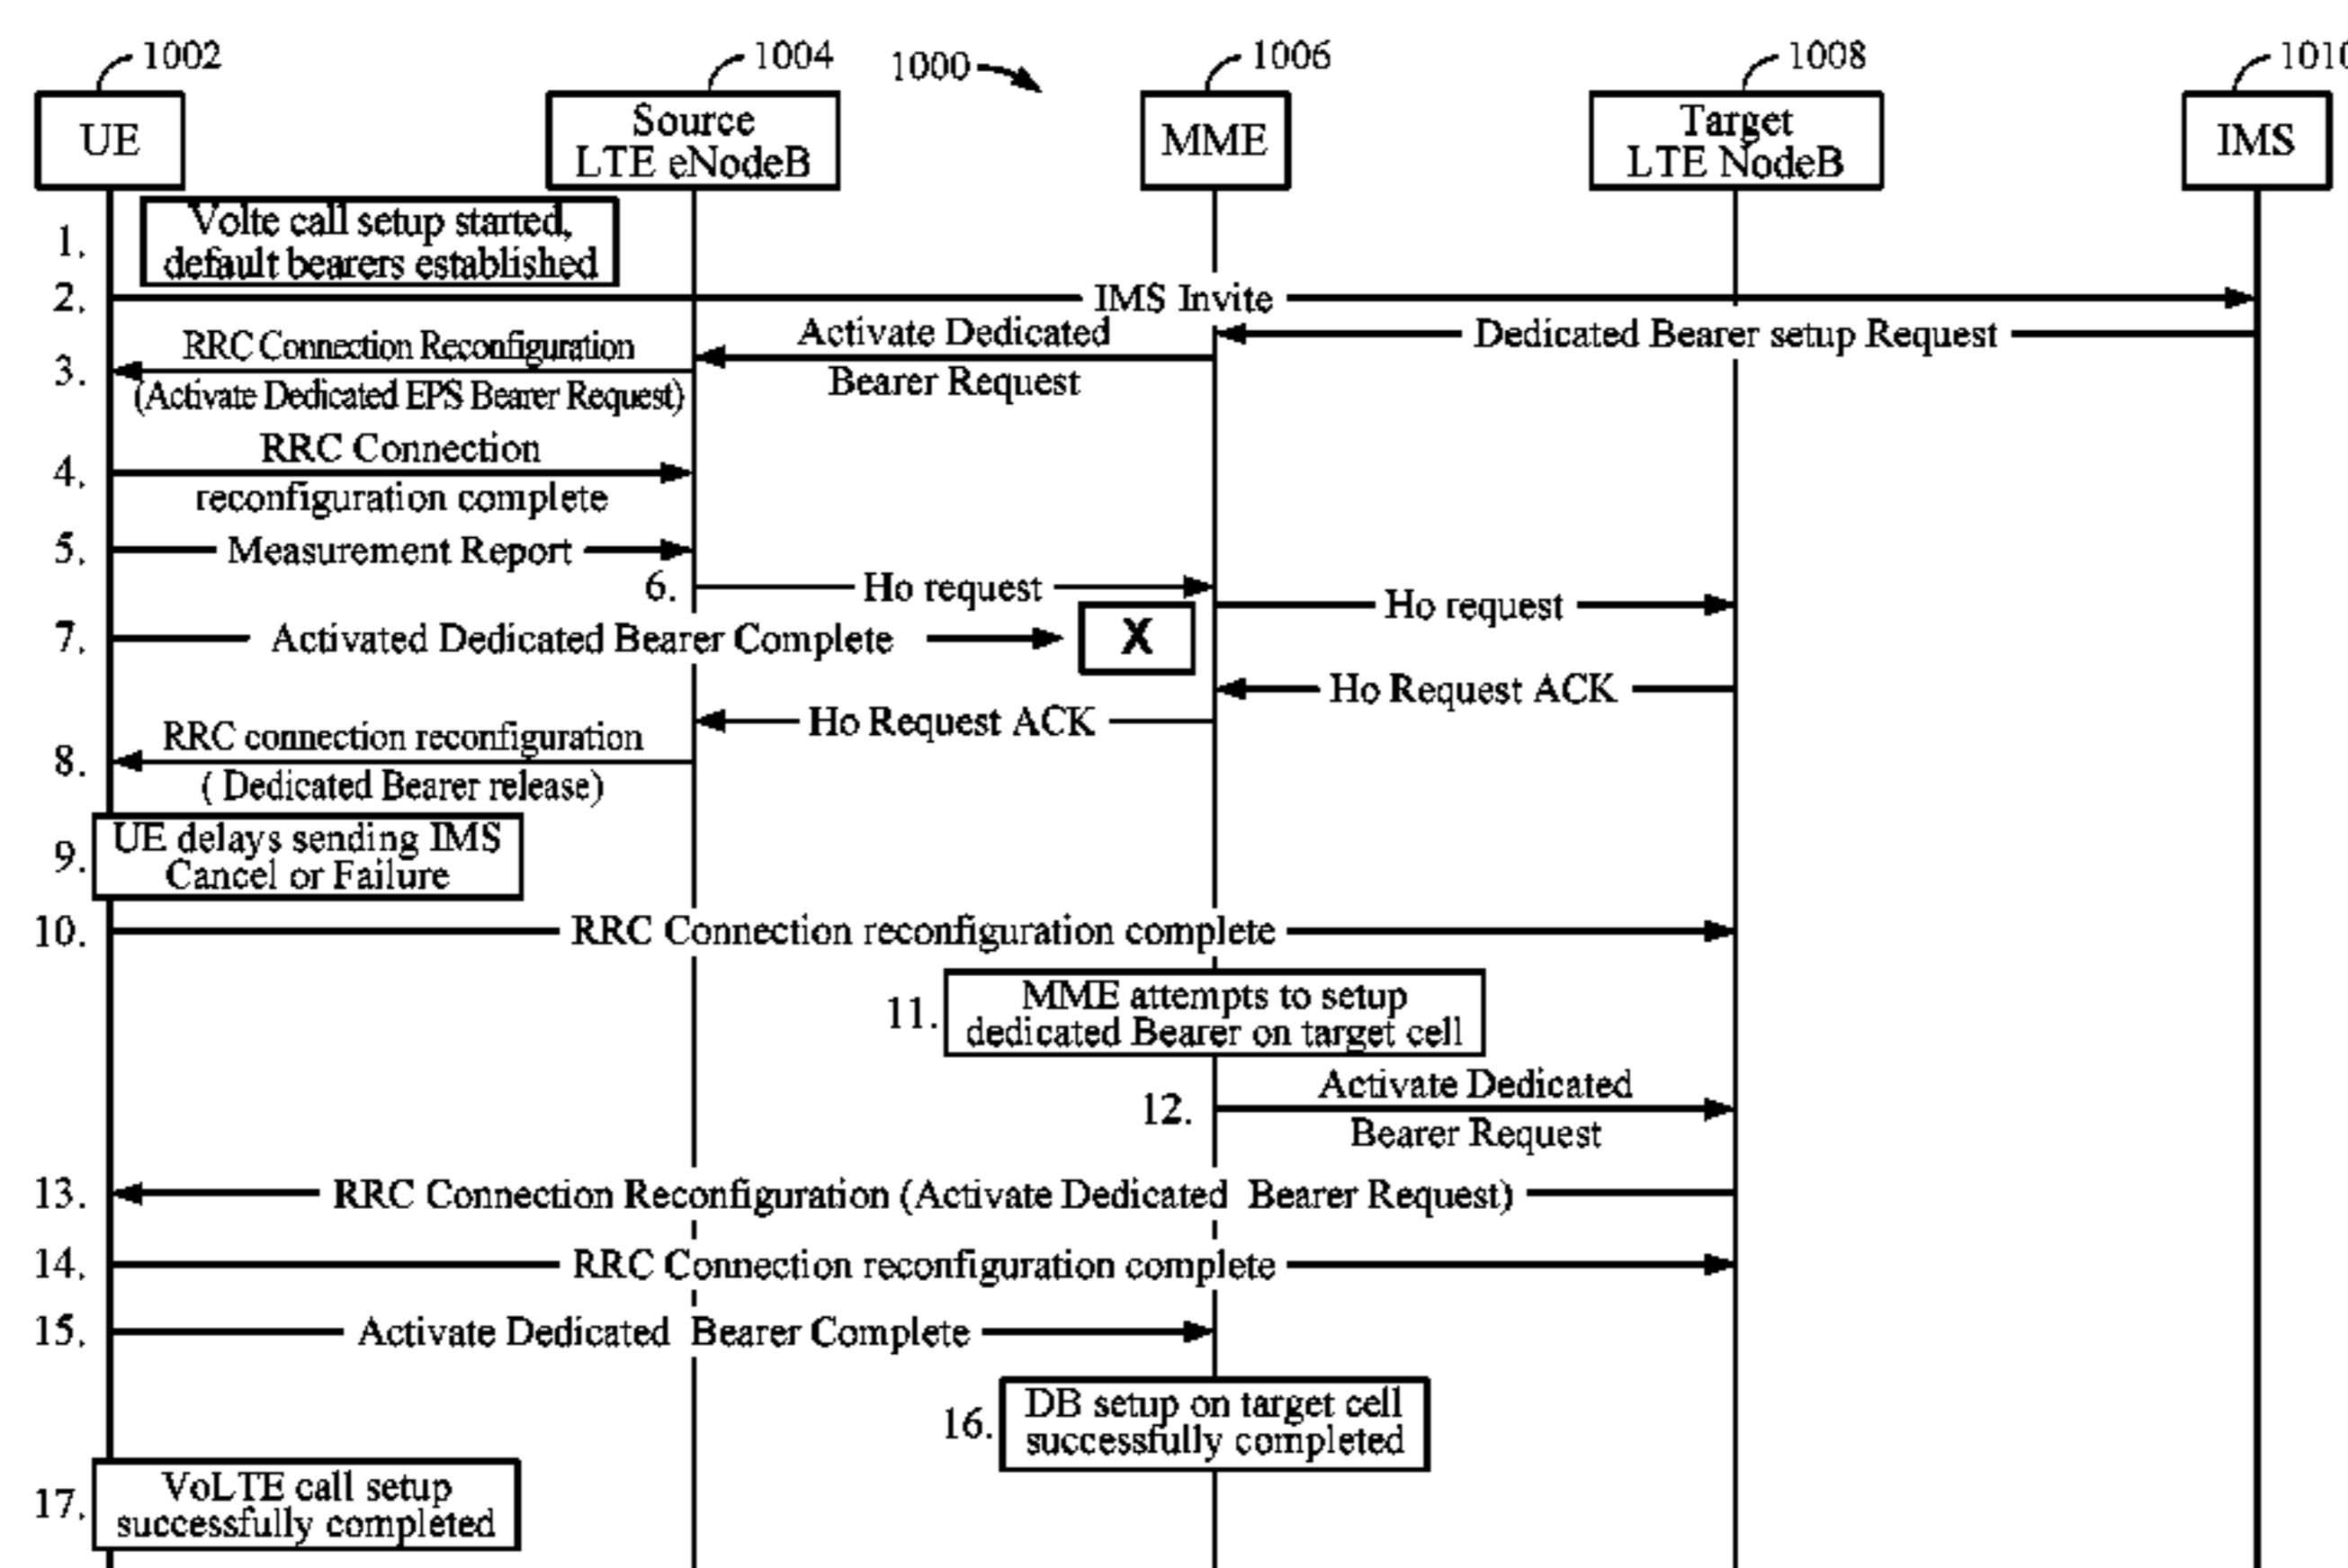 1002
1004
1000
1006
1008
1010
UE
Source
LTE eNodeB
MME
Target
LTE NodeB
IMS
1.
Volte call setup started,
default bearers established
2.
IMS Invite
Dedicated Bearer setup Request
Activate Dedicated
Bearer Request
3.
RRC Connection Reconfiguration
(Activate Dedicated EPS Bearer Request)
4.
RRC Connection
reconfiguration complete
5.
Measurement Report
6.
Ho request
Ho request
7.
Activated Dedicated Bearer Complete
X
Ho Request ACK
Ho Request ACK
8.
RRC connection reconfiguration
( Dedicated Bearer release)
9.
UE delays sending IMS
Cancel or Failure
10.
RRC Connection reconfiguration complete
11.
MME attempts to setup
dedicated Bearer on target cell
12.
Activate Dedicated
Bearer Request
13.
RRC Connection Reconfiguration (Activate Dedicated Bearer Request)
14.
RRC Connection reconfiguration complete
15.
Activate Dedicated Bearer Complete
16.
DB setup on target cell
successfully completed
17.
VoLTE call setup
successfully completed